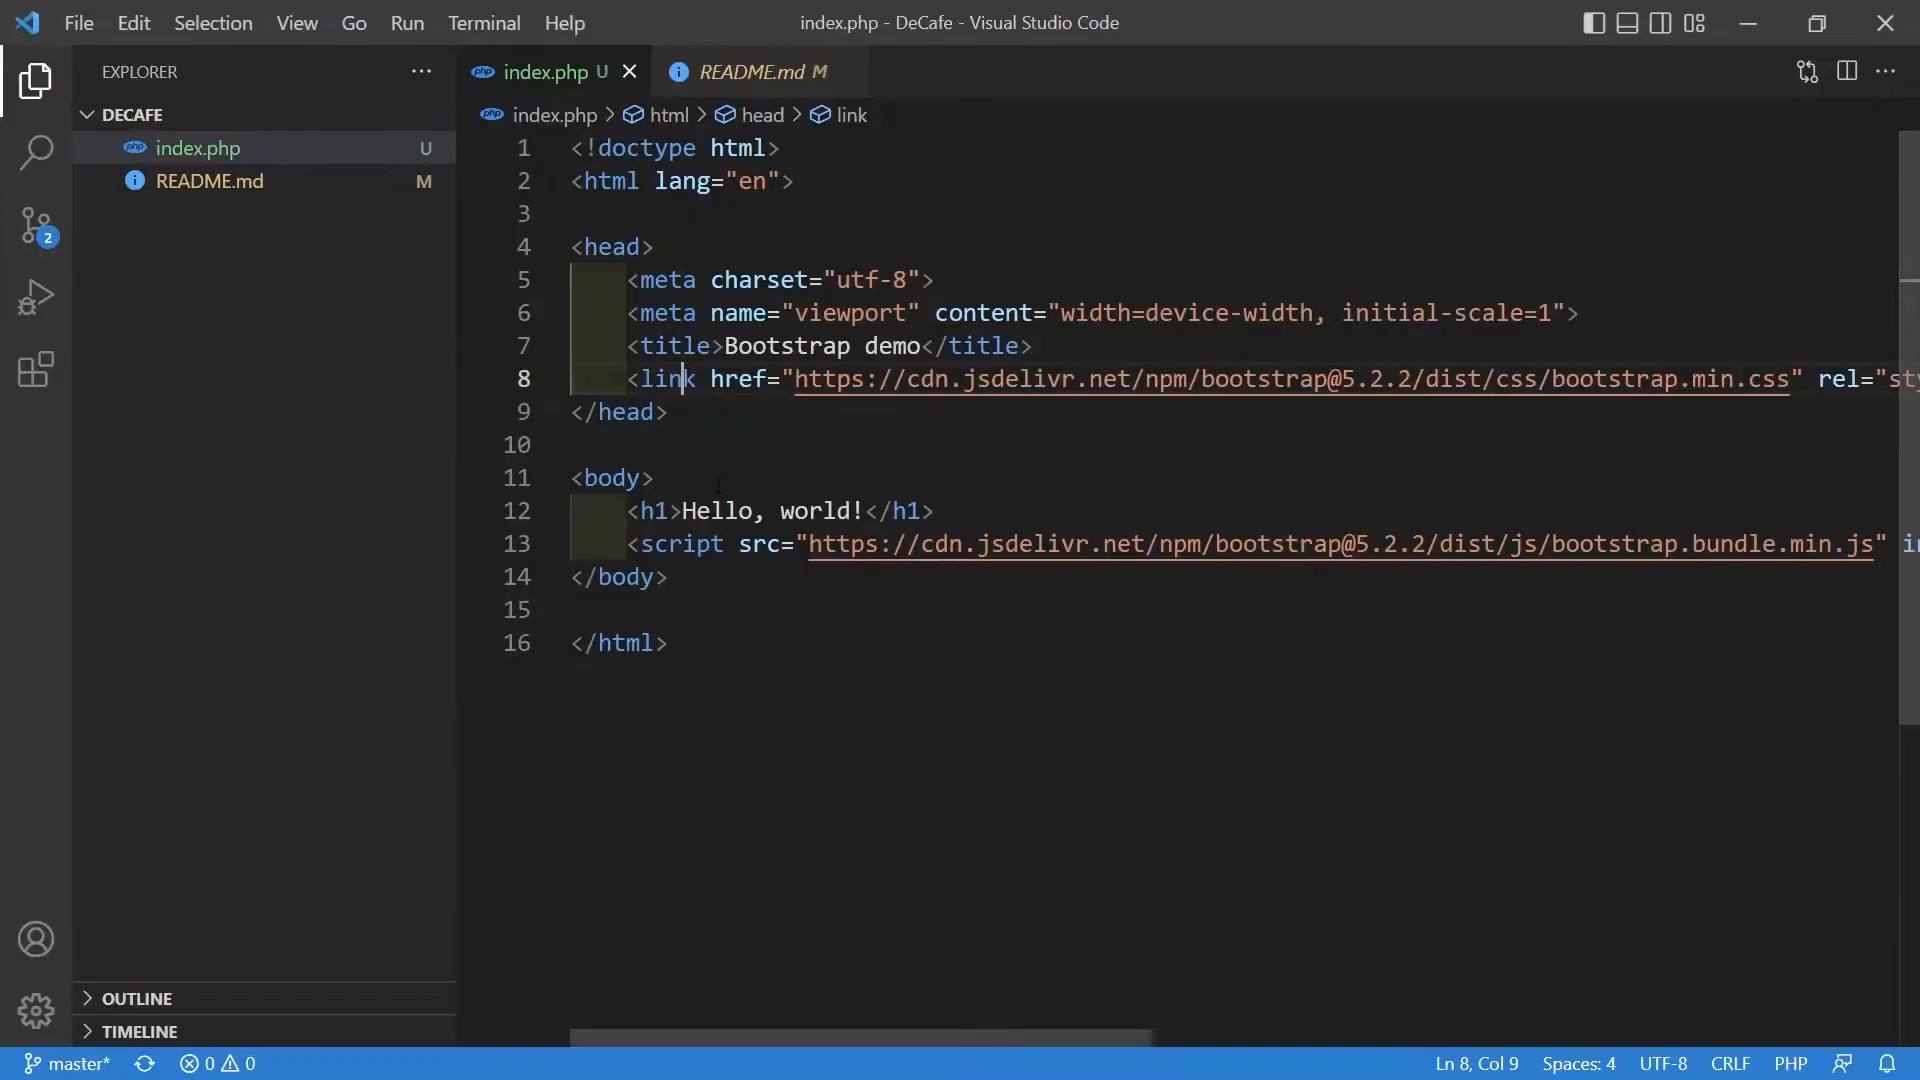 File Edit Selection View Go Run Terminal Help index.php - DeCafe - Visual Studio Code
EXPLORER
DECAFE
index.php U
README.md M
2
OUTLINE
TIMELINE
index.php U README.md M
index.php > html > head > link
1 <!doctype html>
2 <html lang="en">
3
4 <head>
5 <meta charset="utf-8">
6 <meta name="viewport" content="width=device-width, initial-scale=1">
7 <title>Bootstrap demo</title>
8 <link href="https://cdn.jsdelivr.net/npm/bootstrap@5.2.2/dist/css/bootstrap.min.css" rel="sty
9 </head>
10
11 <body>
12 <h1>Hello, world!</h1>
13 <script src="https://cdn.jsdelivr.net/npm/bootstrap@5.2.2/dist/js/bootstrap.bundle.min.js" in
14 </body>
15
16 </html>
master* 0 0 Ln 8, Col 9 Spaces: 4 UTF-8 CRLF PHP